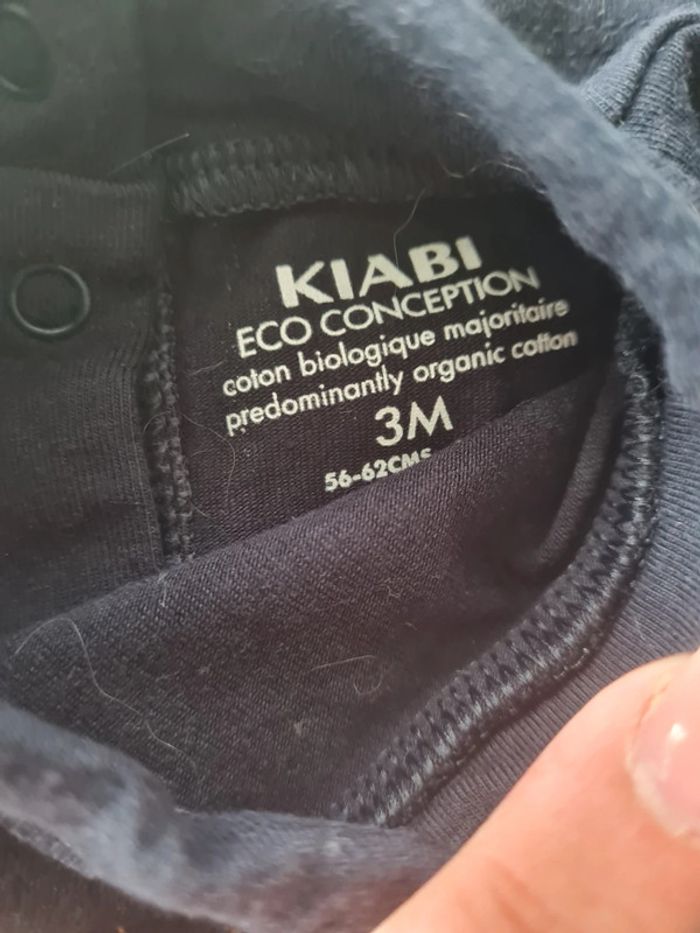 KIABI
ECO CONCEPTION
coton biologique majoritaire
predominantly organic cotton
3M
56-62CMS